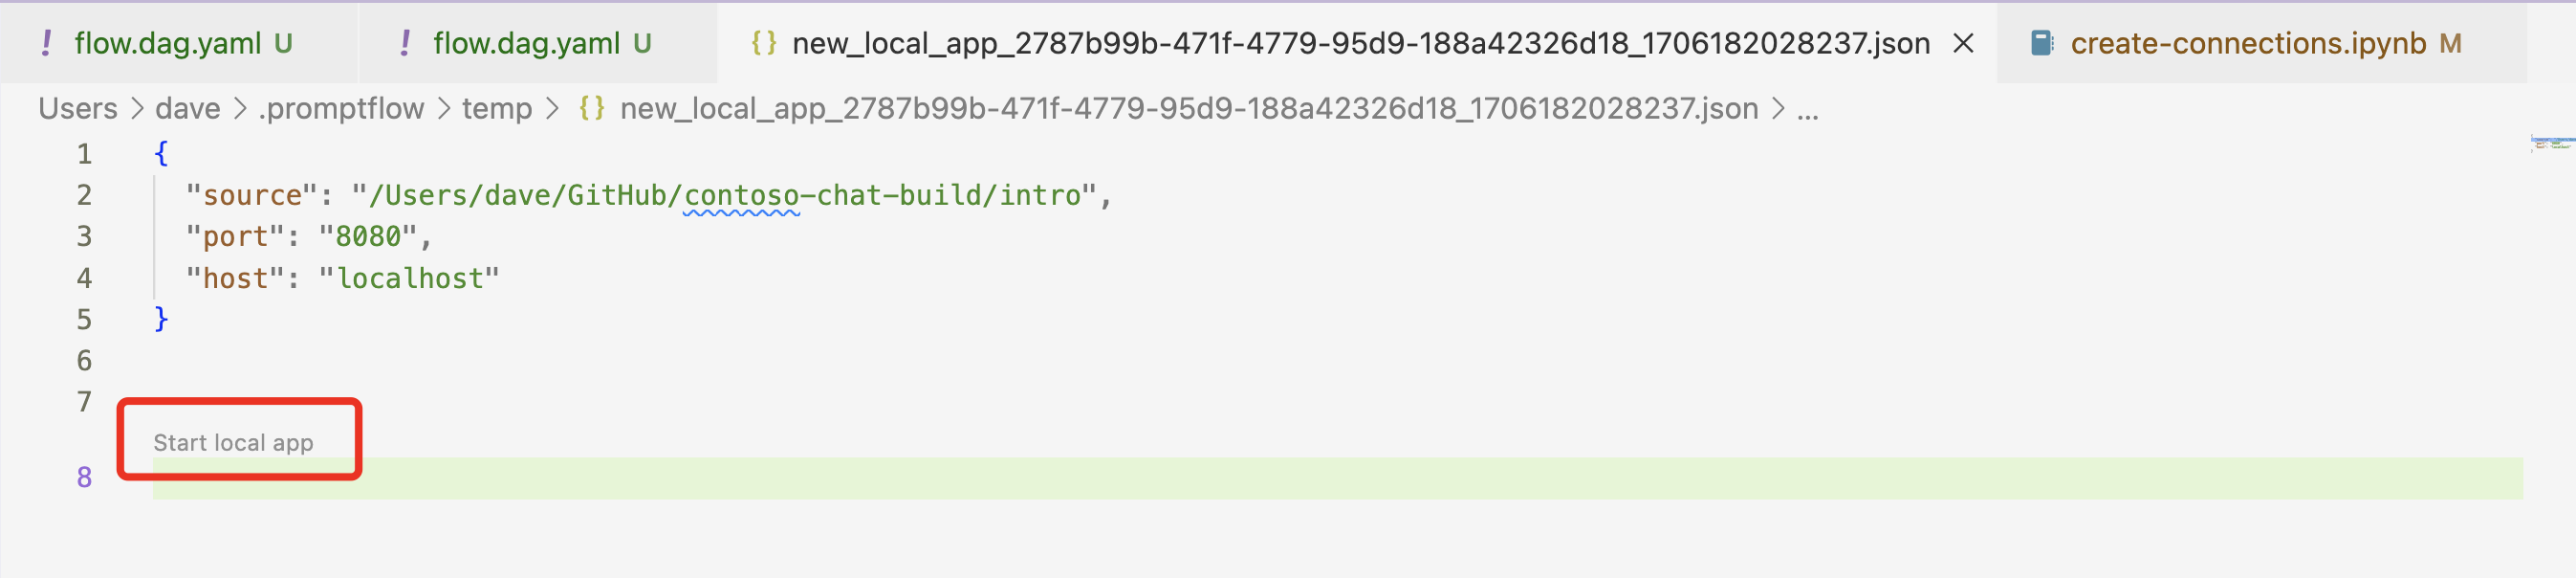 ! flow.dag.yaml U ! flow.dag.yaml U {} new_local_app_2787b99b-471f-4779-95d9-188a42326d18_1706182028237.json × create-connections.ipynb M
Users > dave > .promptflow > temp > {} new_local_app_2787b99b-471f-4779-95d9-188a42326d18_1706182028237.json > ...
1 {
2 "source": "/Users/dave/GitHub/contoso-chat-build/intro",
3 "port": "8080",
4 "host": "localhost"
5 }
6
7
Start local app
8